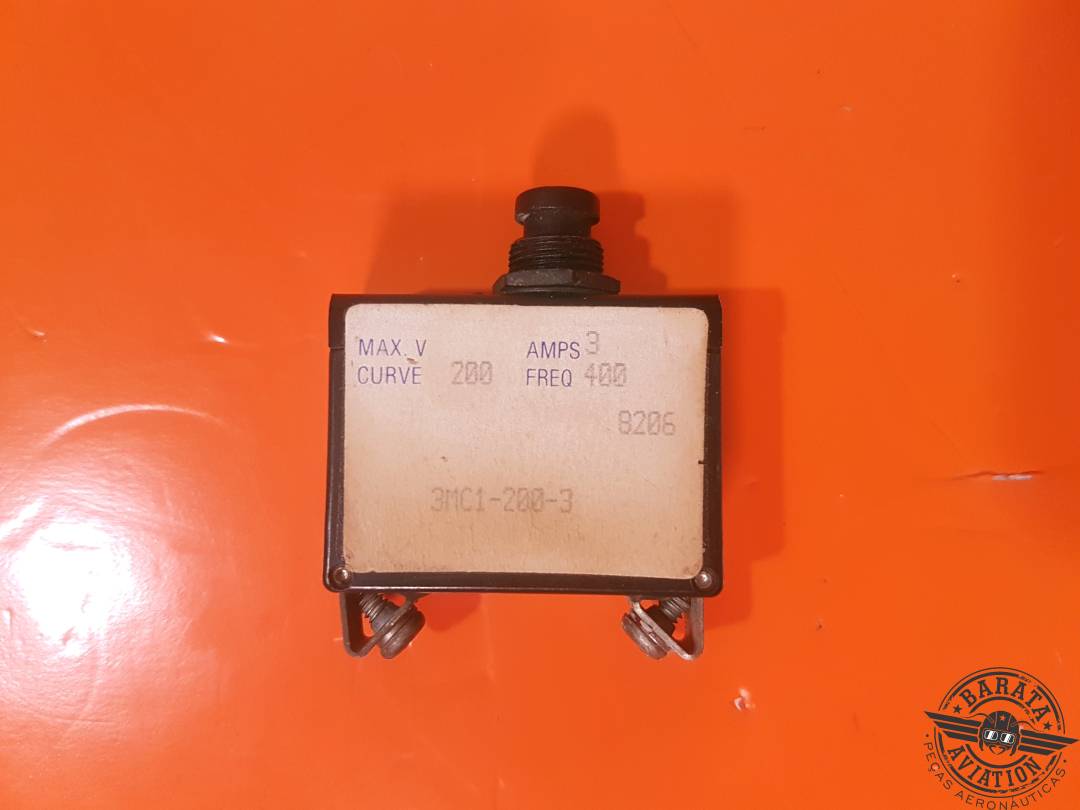 MAX. V AMPS 3
CURVE 200 FREQ 400
8206
3MC1-200-3
BARATA
AVIATION
PEÇAS AERONÁUTICAS